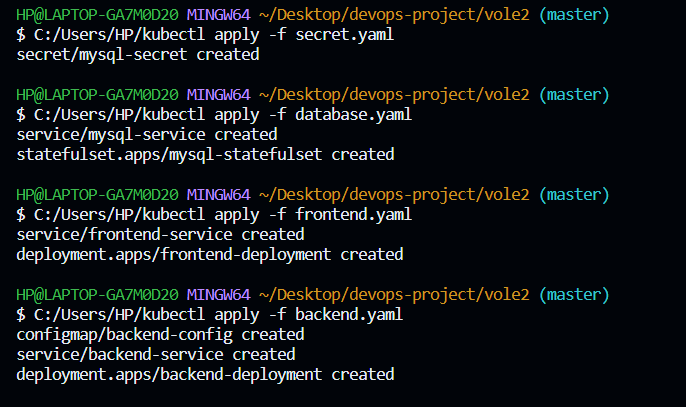 HP@LAPTOP-GA7M0D20 MINGW64 ~/Desktop/devops-project/vole2 (master)
$ C:/Users/HP/kubectl apply -f secret.yaml
secret/mysql-secret created
HP@LAPTOP-GA7M0D20 MINGW64 ~/Desktop/devops-project/vole2 (master)
$ C:/Users/HP/kubectl apply -f database.yaml
service/mysql-service created
statefulset.apps/mysql-statefulset created
HP@LAPTOP-GA7M0D20 MINGW64 ~/Desktop/devops-project/vole2 (master)
$ C:/Users/HP/kubectl apply -f frontend.yaml
service/frontend-service created
deployment.apps/frontend-deployment created
HP@LAPTOP-GA7M0D20 MINGW64 ~/Desktop/devops-project/vole2 (master)
$ C:/Users/HP/kubectl apply -f backend.yaml
configmap/backend-config created
service/backend-service created
deployment.apps/backend-deployment created